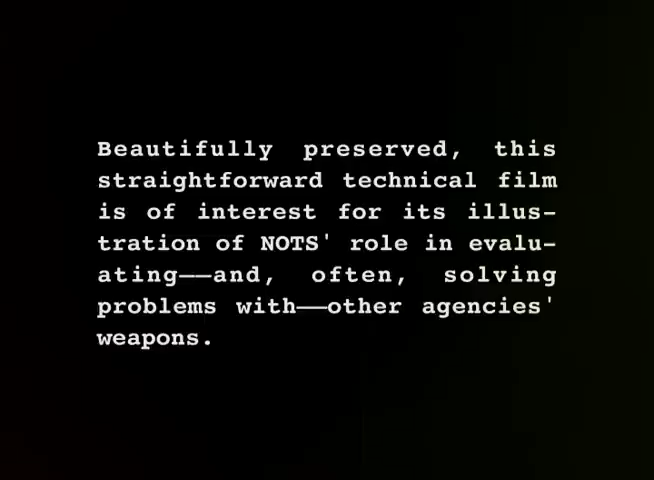 Beautifully preserved, this
straightforward technical film
is of interest for its illus-
tration of NOTS' role in evalu-
ating——and, often, solving
problems with——other agencies'
weapons.